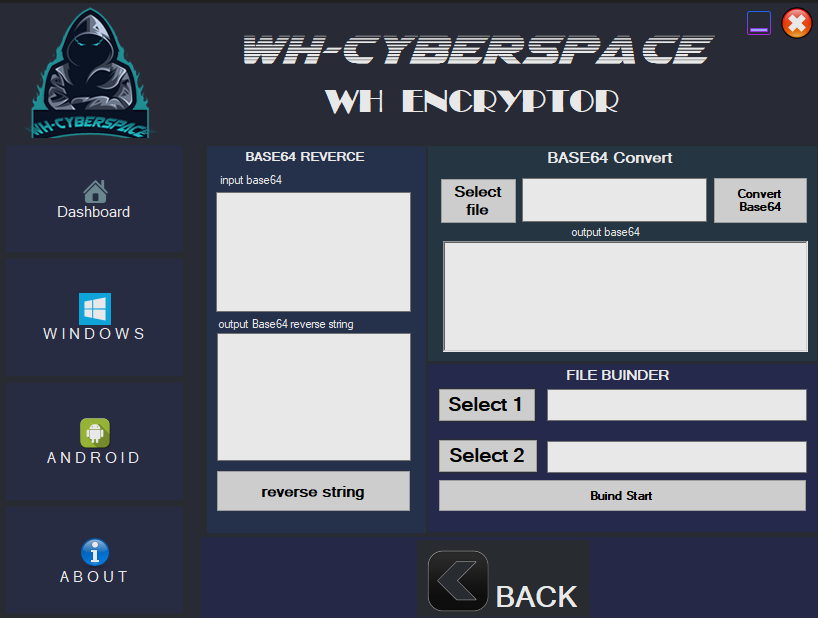 WH-CYBERSPACE
WH ENCRYPTOR
WH-CYBERSPACE
Dashboard
WINDOWS
ANDROID
ABOUT
BASE64 REVERCE
input base64
output Base64 reverse string
reverse string
BASE64 Convert
Select
file
Convert
Base64
output base64
FILE BUINDER
Select 1
Select 2
Buind Start
BACK